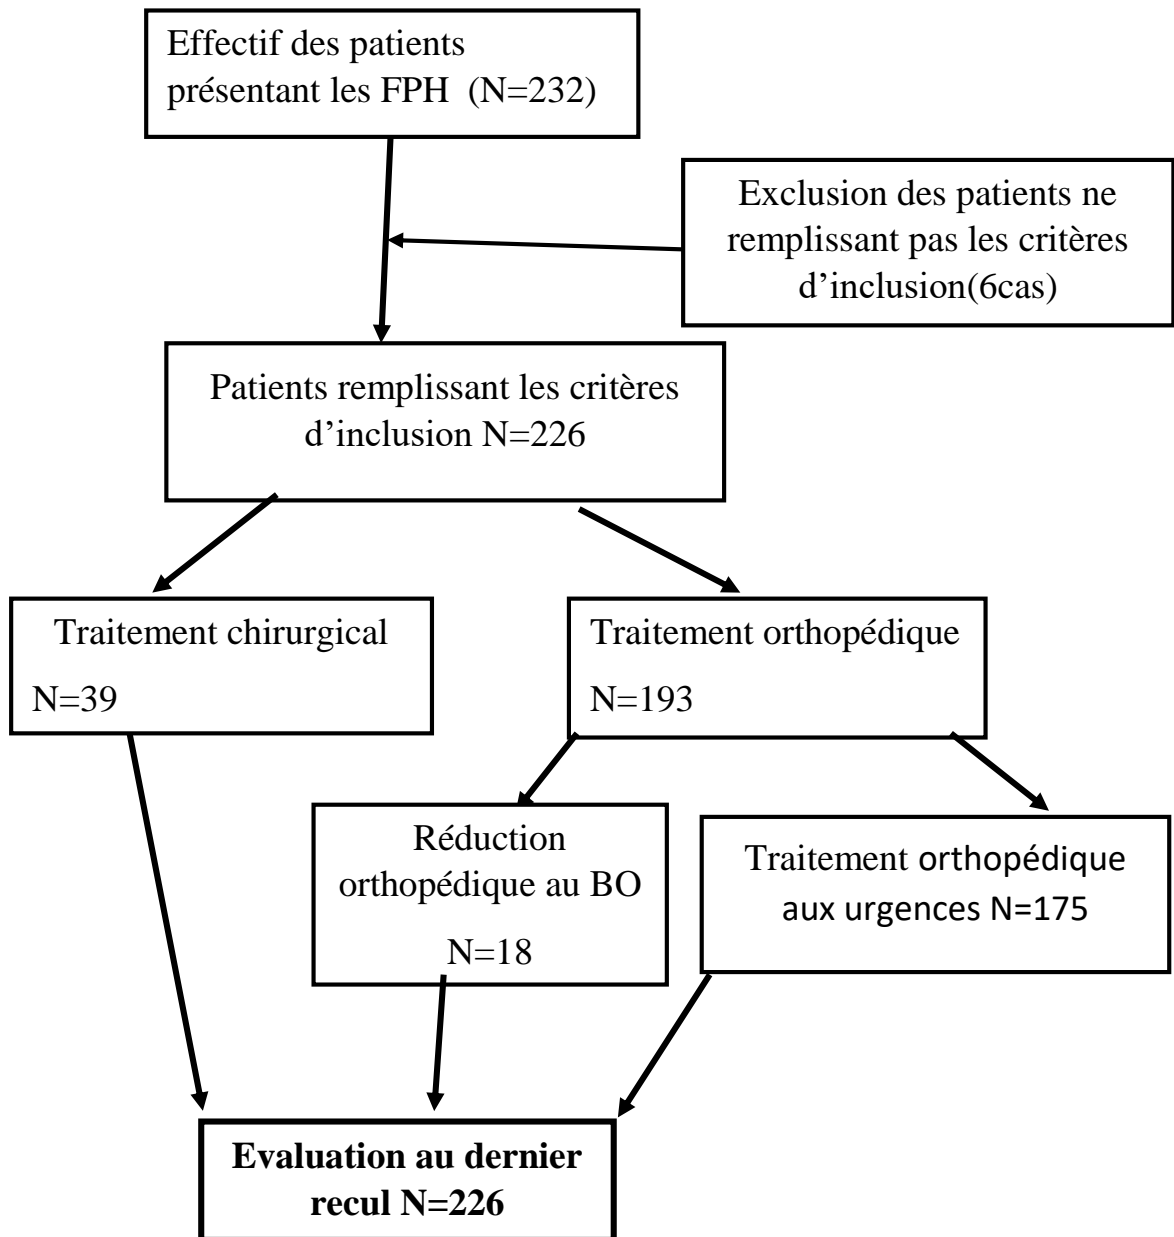 Effectif des patients
présentant les FPH (N=232)
Exclusion des patients ne
remplissant pas les critères
d’inclusion(6cas)
Patients remplissant les critères
d’inclusion N=226
Traitement chirurgical
N=39
Traitement orthopédique
N=193
Réduction
orthopédique au BO
N=18
Traitement orthopédique
aux urgences N=175
Evaluation au dernier
recul N=226